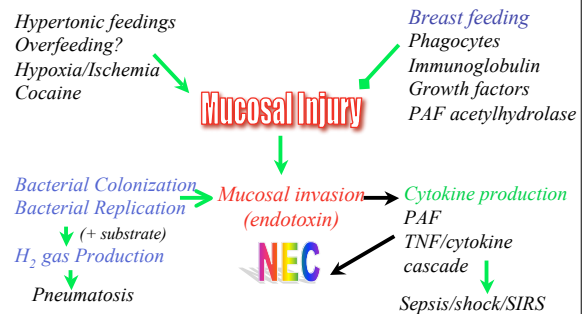 Hypertonic feedings
Overfeeding?
Hypoxia/Ischemia
Cocaine
Breast feeding
Phagocytes
Immunoglobulin
Growth factors
PAF acetylhydrolase
Mucosal Injury
Bacterial Colonization
Bacterial Replication
(+ substrate)
H₂ gas Production
Pneumatosis
Mucosal invasion
(endotoxin)
NEC
Cytokine production
PAF
TNF/cytokine
cascade
Sepsis/shock/SIRS